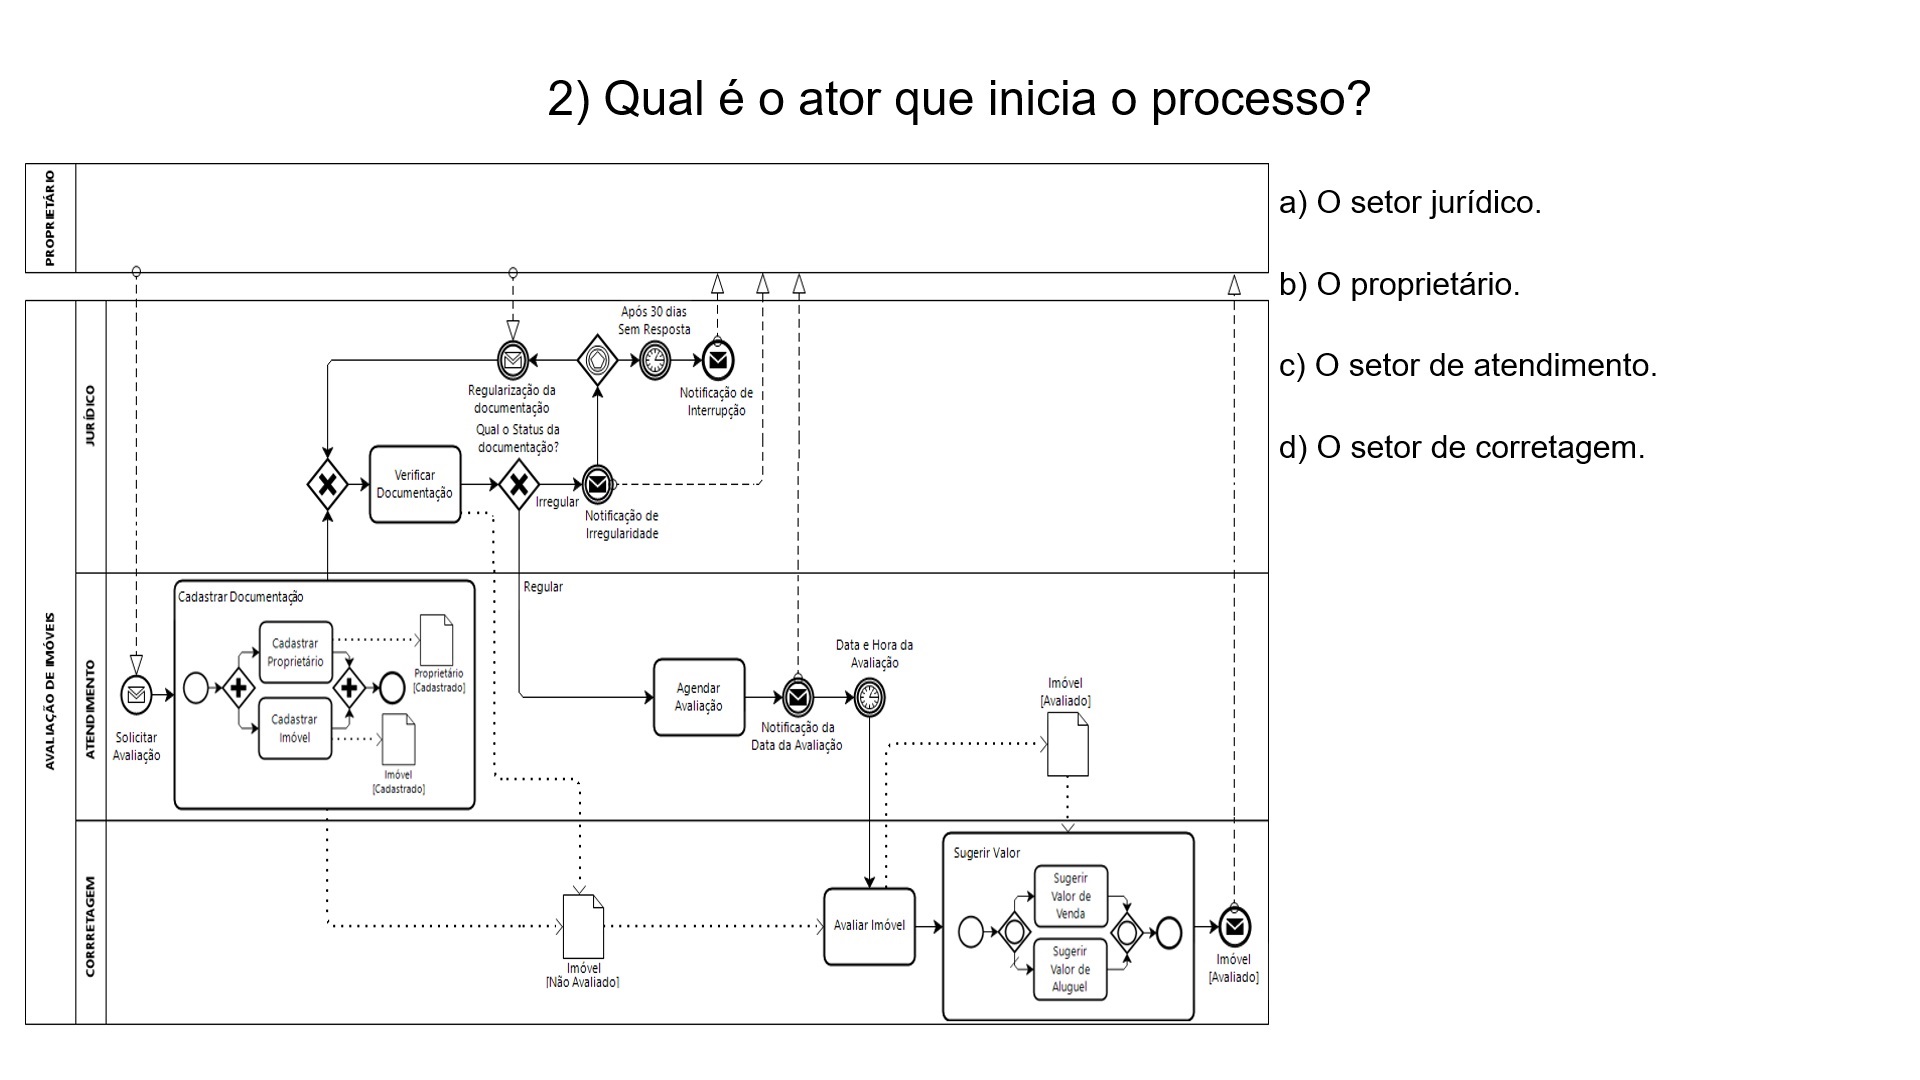 2) Qual é o ator que inicia o processo?
PROPRIETÁRIO
a) O setor jurídico.
b) O proprietário.
c) O setor de atendimento.
d) O setor de corretagem.
AVALIAÇÃO DE IMÓVEIS
JURÍDICO
Após 30 dias
Sem Resposta
Regularização da
documentação
Notificação de
Interrupção
Qual o Status da
documentação?
Verificar
Documentação
Irregular
Notificação de
Irregularidade
ATENDIMENTO
Regular
Cadastrar Documentação
Cadastrar
Proprietário
Proprietário
[Cadastrado]
Cadastrar
Imóvel
Imóvel
[Cadastrado]
Solicitar
Avaliação
Agendar
Avaliação
Notificação da
Data da Avaliação
Data e Hora da
Avaliação
Imóvel
[Avaliado]
CORRETAGEM
Imóvel
[Não Avaliado]
Avaliar Imóvel
Sugerir Valor
Sugerir
Valor de
Venda
Sugerir
Valor de
Aluguel
Imóvel
[Avaliado]